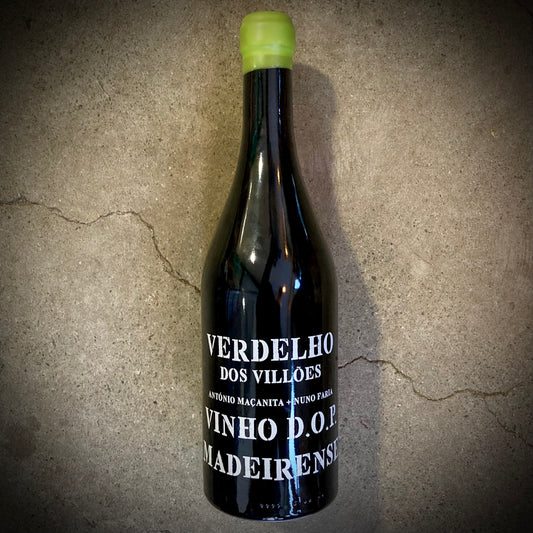 VERDELHO
DOS VILLÕES
ANTÓNIO MAÇANITA + NUNO FARIA
VINHO D.O.P.
MADEIRENSE